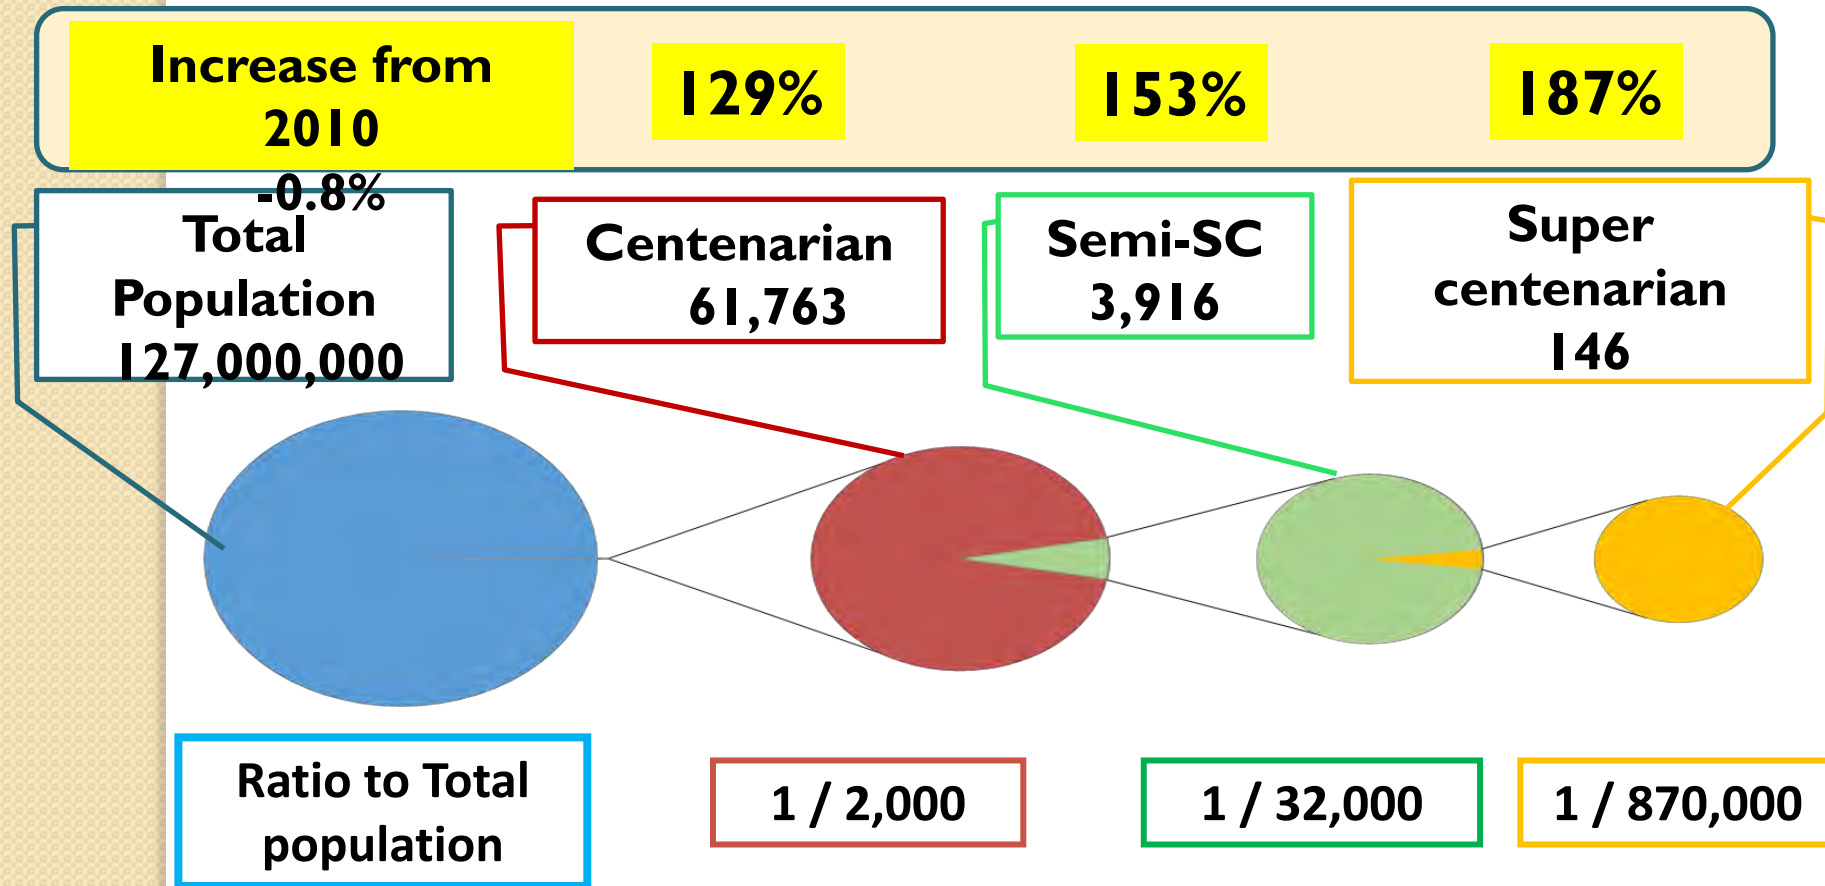 Increase from
2010
-0.8%
129%
153%
187%
Total
Population
127,000,000
Centenarian
61,763
Semi-SC
3,916
Super
centenarian
146
Ratio to Total
population
1 / 2,000
1 / 32,000
1 / 870,000